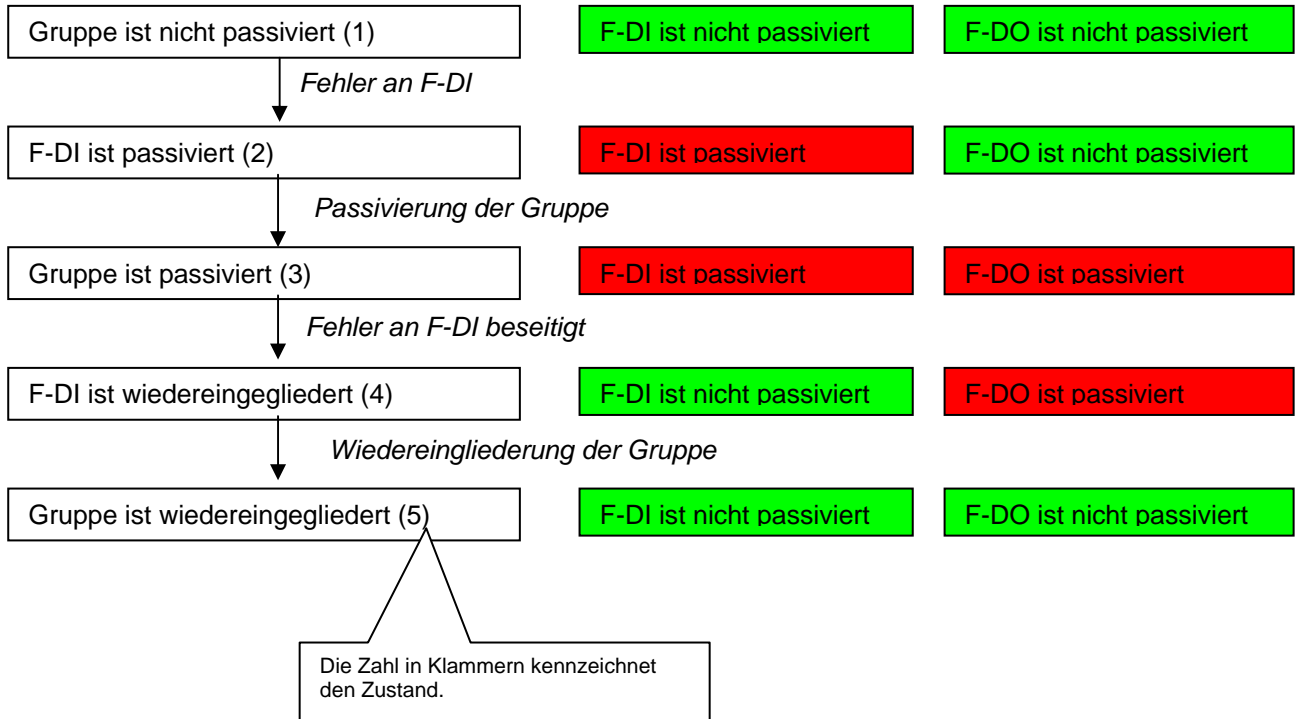 Gruppe ist nicht passiviert (1)
F-DI ist nicht passiviert
F-DO ist nicht passiviert
Fehler an F-DI
F-DI ist passiviert (2)
F-DI ist passiviert
F-DO ist nicht passiviert
Passivierung der Gruppe
Gruppe ist passiviert (3)
F-DI ist passiviert
F-DO ist passiviert
Fehler an F-DI beseitigt
F-DI ist wiedereingegliedert (4)
F-DI ist nicht passiviert
F-DO ist passiviert
Wiedereingliederung der Gruppe
Gruppe ist wiedereingegliedert (5)
F-DI ist nicht passiviert
F-DO ist nicht passiviert
Die Zahl in Klammern kennzeichnet
den Zustand.